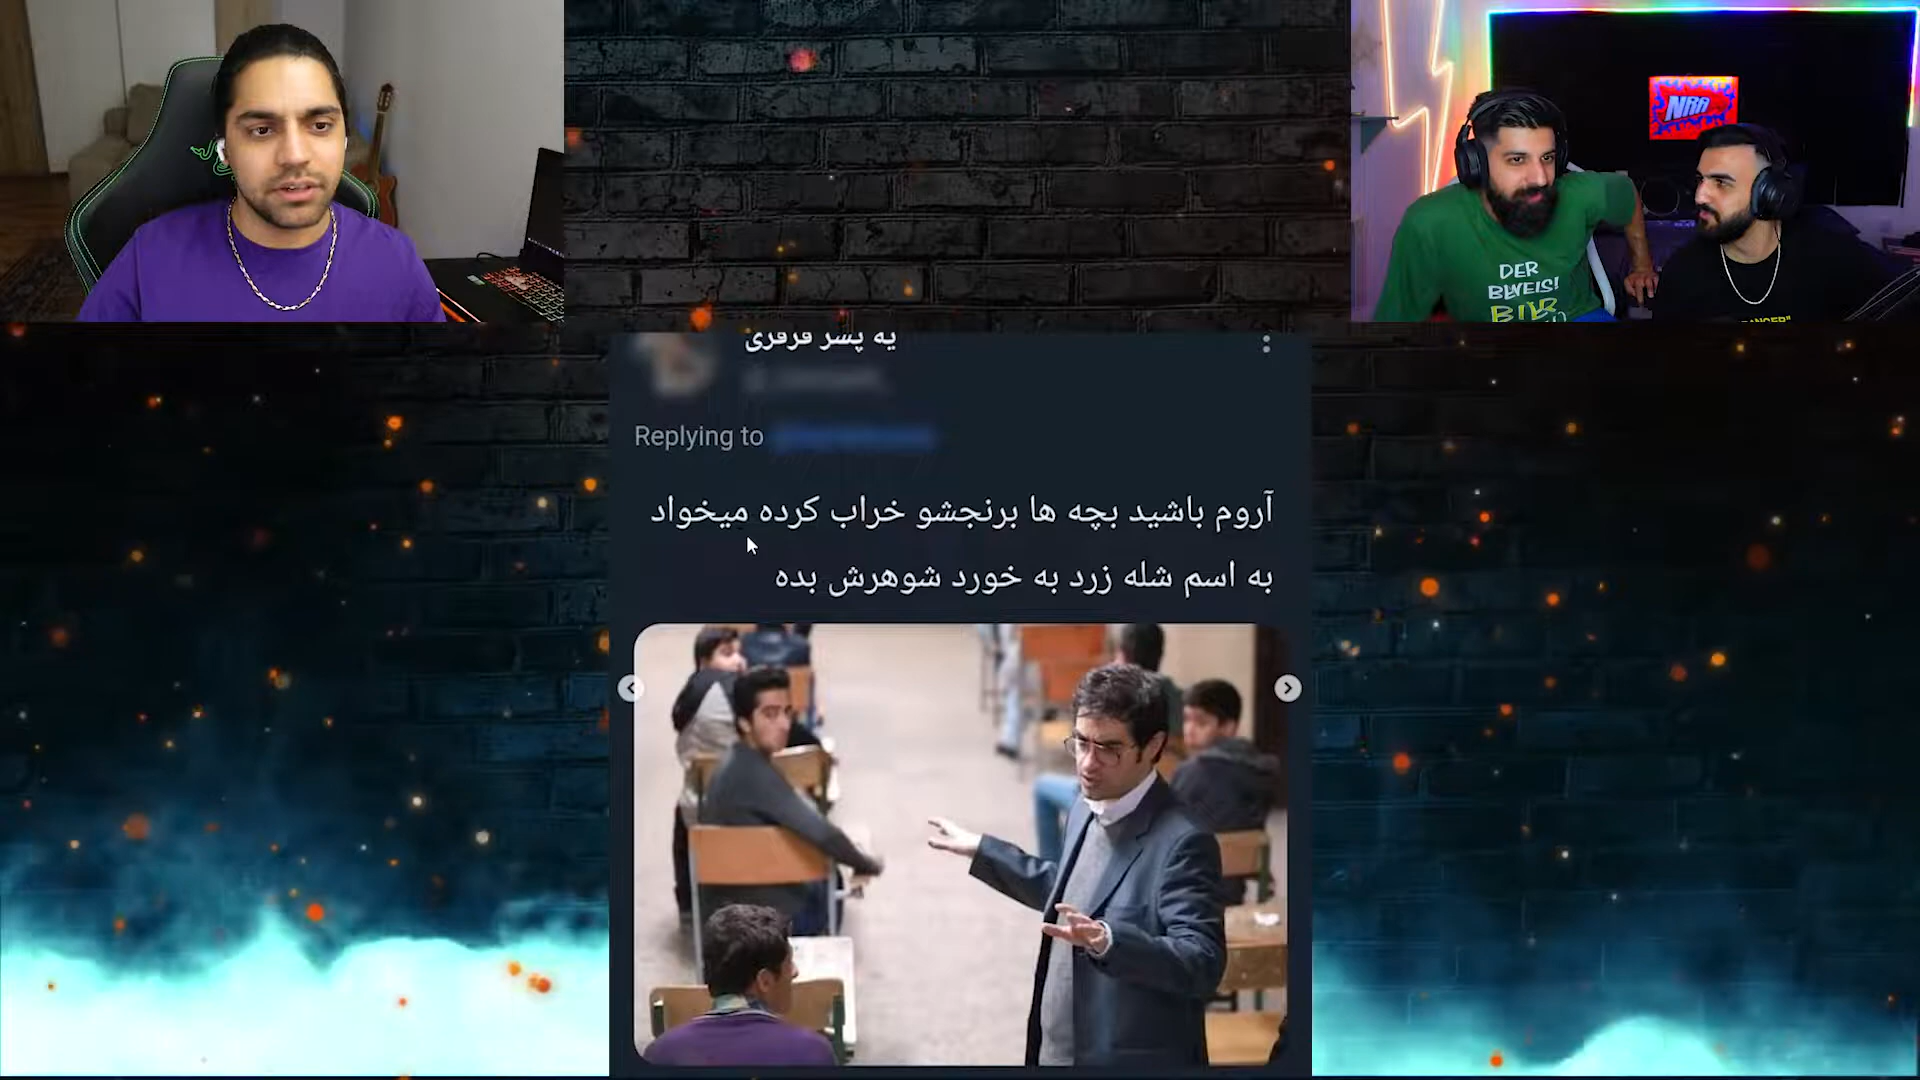 NRA
DER
BEWEIS!
یه پسر فرفری
Replying to
آروم باشید بچه ها برنجشو خراب کرده میخواد
به اسم شله زرد به خورد شوهرش بده